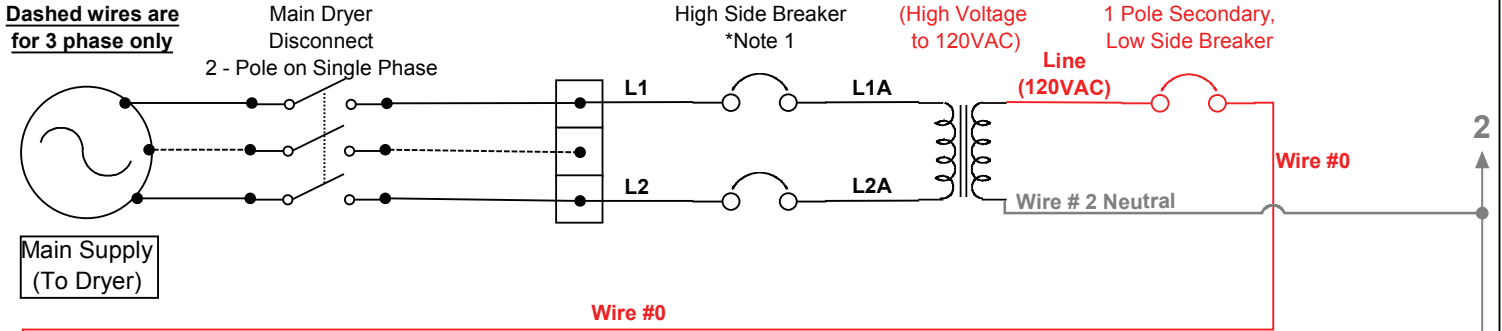 Dashed wires are
for 3 phase only
Main Dryer
Disconnect
2 - Pole on Single Phase
High Side Breaker
*Note 1
(High Voltage
to 120VAC)
1 Pole Secondary,
Low Side Breaker
Line
(120VAC)
L1
L1A
2
Wire #0
L2
L2A
Wire # 2 Neutral
Main Supply
(To Dryer)
Wire #0